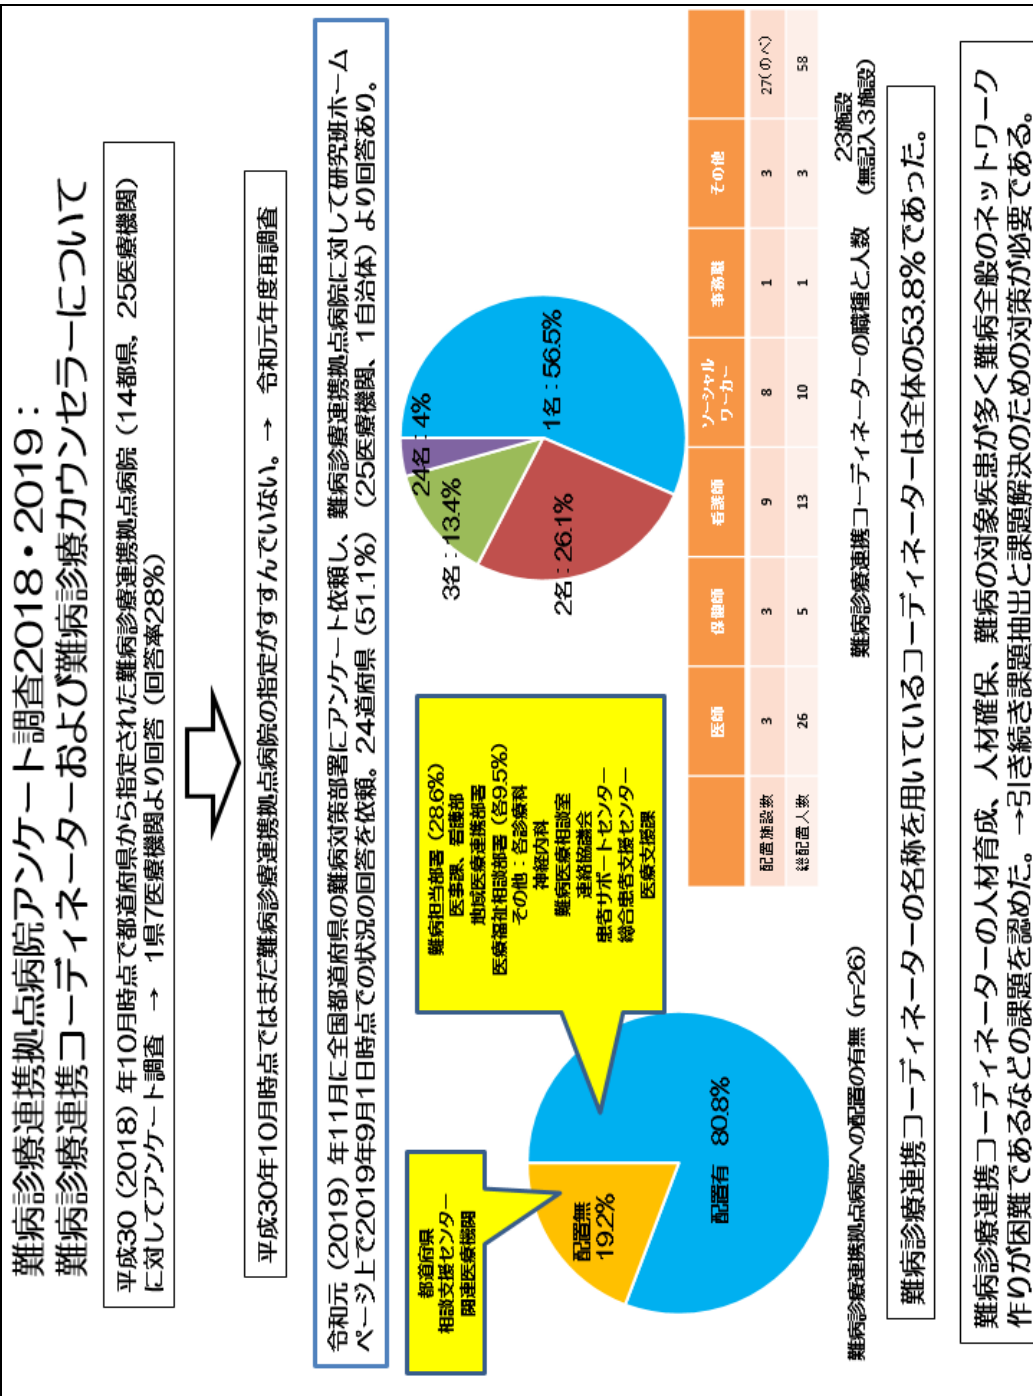 難病診療連携拠点病院アンケート調査2018・2019：
難病診療連携コーディネーターおよび難病診療カウンセラーについて
平成30（2018）年10月時点で都道府県から指定された難病診療連携拠点病院（14都県，25医療機関）
に対してアンケート調査　→　1県7医療機関より回答（回答率28%）
平成30年10月時点ではまだ難病診療連携拠点病院の指定がすすんでいない。→　令和元年度再調査
令和元（2019）年11月に全国都道府県の難病対策部署にアンケート依頼し、難病診療連携拠点病院に対して研究班ホーム
ページ上で2019年9月1日時点での状況の回答を依頼。24道府県（51.1%）（25医療機関、1自治体）より回答あり。
都道府県
相談支援センター
関連医療機関
難病担当部署（28.6%）
医事課、看護部
地域医療連携部署
医療福祉相談部署（各9.5%）
その他：各診療科
神経内科
難病医療相談室
連絡協議会
患者サポートセンター
総合患者支援センター
医療支援課
配置無
19.2%
配置有　80.8%
難病診療連携拠点病院への配置の有無（n=26）
24名：4%
3名：13.4%
1名：56.5%
2名：26.1%
医師　保健師　看護師　ソーシャルワーカー　事務職　その他
配置施設数　3　3　9　8　1　3　27(のべ)
総配置人数　26　5　13　10　1　3　58
難病診療連携コーディネーターの職種と人数　23施設
（無記入3施設）
難病診療連携コーディネーターの名称を用いているコーディネーターは全体の53.8%であった。
難病診療連携コーディネーターの人材育成、人材確保、難病の対象疾患が多く難病全般のネットワーク
作りが困難であるなどの課題を認めた。→引き続き課題抽出と課題解決のための対策が必要である。